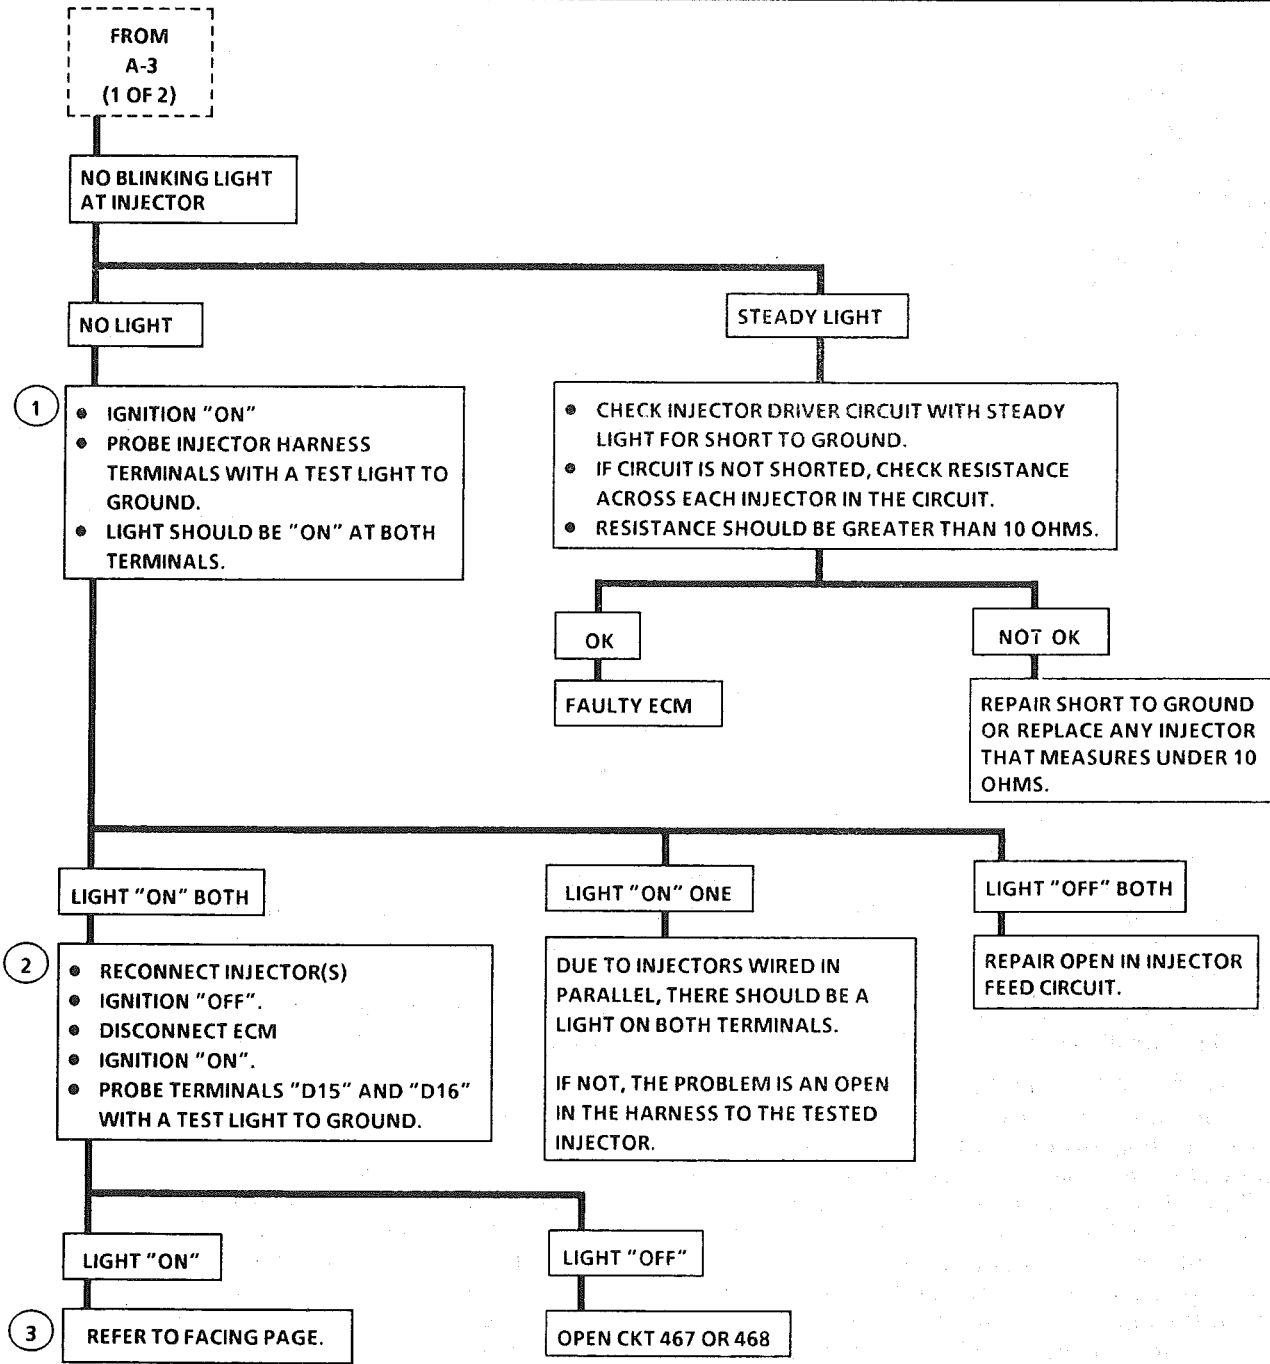 FROM
A-3
(1 OF 2)
NO BLINKING LIGHT
AT INJECTOR
NO LIGHT
STEADY LIGHT
1
● IGNITION "ON"
● PROBE INJECTOR HARNESS
TERMINALS WITH A TEST LIGHT TO
GROUND.
● LIGHT SHOULD BE "ON" AT BOTH
TERMINALS.
● CHECK INJECTOR DRIVER CIRCUIT WITH STEADY
LIGHT FOR SHORT TO GROUND.
● IF CIRCUIT IS NOT SHORTED, CHECK RESISTANCE
ACROSS EACH INJECTOR IN THE CIRCUIT.
● RESISTANCE SHOULD BE GREATER THAN 10 OHMS.
OK
NOT OK
FAULTY ECM
REPAIR SHORT TO GROUND
OR REPLACE ANY INJECTOR
THAT MEASURES UNDER 10
OHMS.
LIGHT "ON" BOTH
LIGHT "ON" ONE
LIGHT "OFF" BOTH
2
● RECONNECT INJECTOR(S)
● IGNITION "OFF".
● DISCONNECT ECM
● IGNITION "ON".
● PROBE TERMINALS "D15" AND "D16"
WITH A TEST LIGHT TO GROUND.
DUE TO INJECTORS WIRED IN
PARALLEL, THERE SHOULD BE A
LIGHT ON BOTH TERMINALS.
IF NOT, THE PROBLEM IS AN OPEN
IN THE HARNESS TO THE TESTED
INJECTOR.
REPAIR OPEN IN INJECTOR
FEED CIRCUIT.
LIGHT "ON"
LIGHT "OFF"
3
REFER TO FACING PAGE.
OPEN CKT 467 OR 468